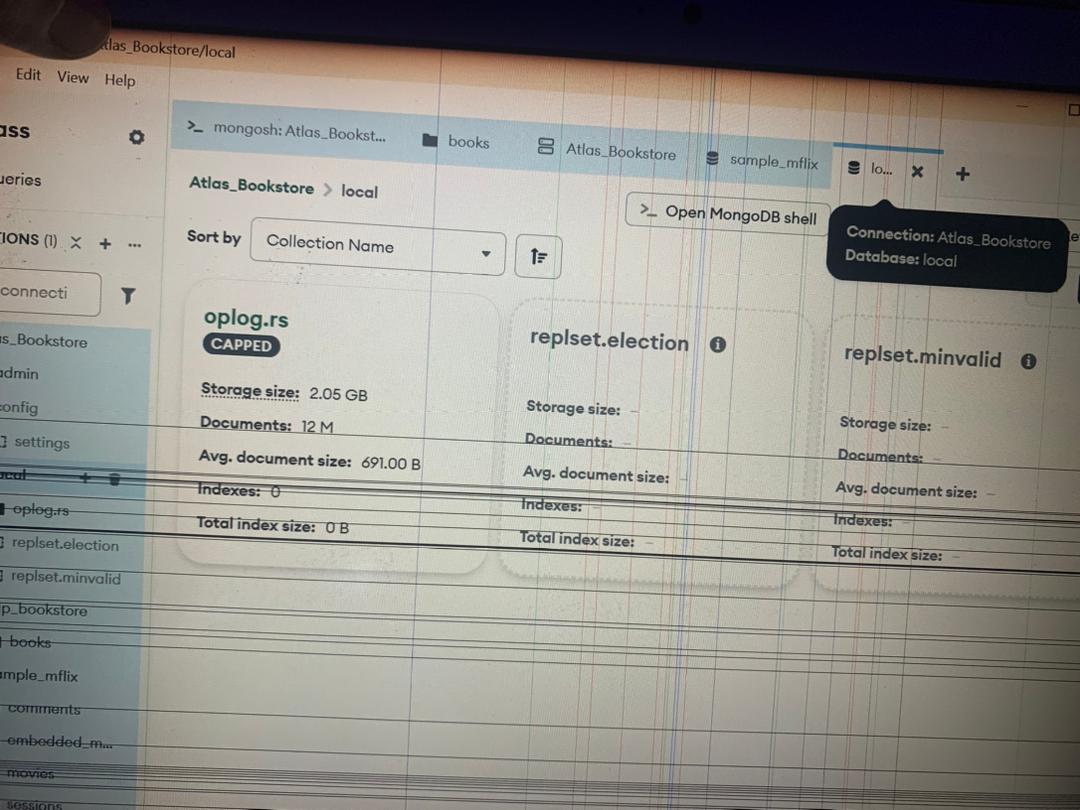 tlas_Bookstore/local
Edit View Help
ass
mongosh: Atlas_Bookst...
books
Atlas_Bookstore
sample_mflix
lo...
ueries
Atlas_Bookstore > local
>_ Open MongoDB shell
Connection: Atlas_Bookstore
Database: local
IONS (1)
Sort by
Collection Name
connecti
s_Bookstore
admin
config
settings
ocal
oplog.rs
replset.election
replset.minvalid
p_bookstore
books
mple_mflix
comments
embedded_m...
movies
sessions
oplog.rs
CAPPED
Storage size: 2.05 GB
Documents: 12 M
Avg. document size: 691.00 B
Indexes: 0
Total index size: 0 B
replset.election
Storage size: -
Documents: -
Avg. document size: -
Indexes: -
Total index size: -
replset.minvalid
Storage size: -
Documents: -
Avg. document size: -
Indexes: -
Total index size: -